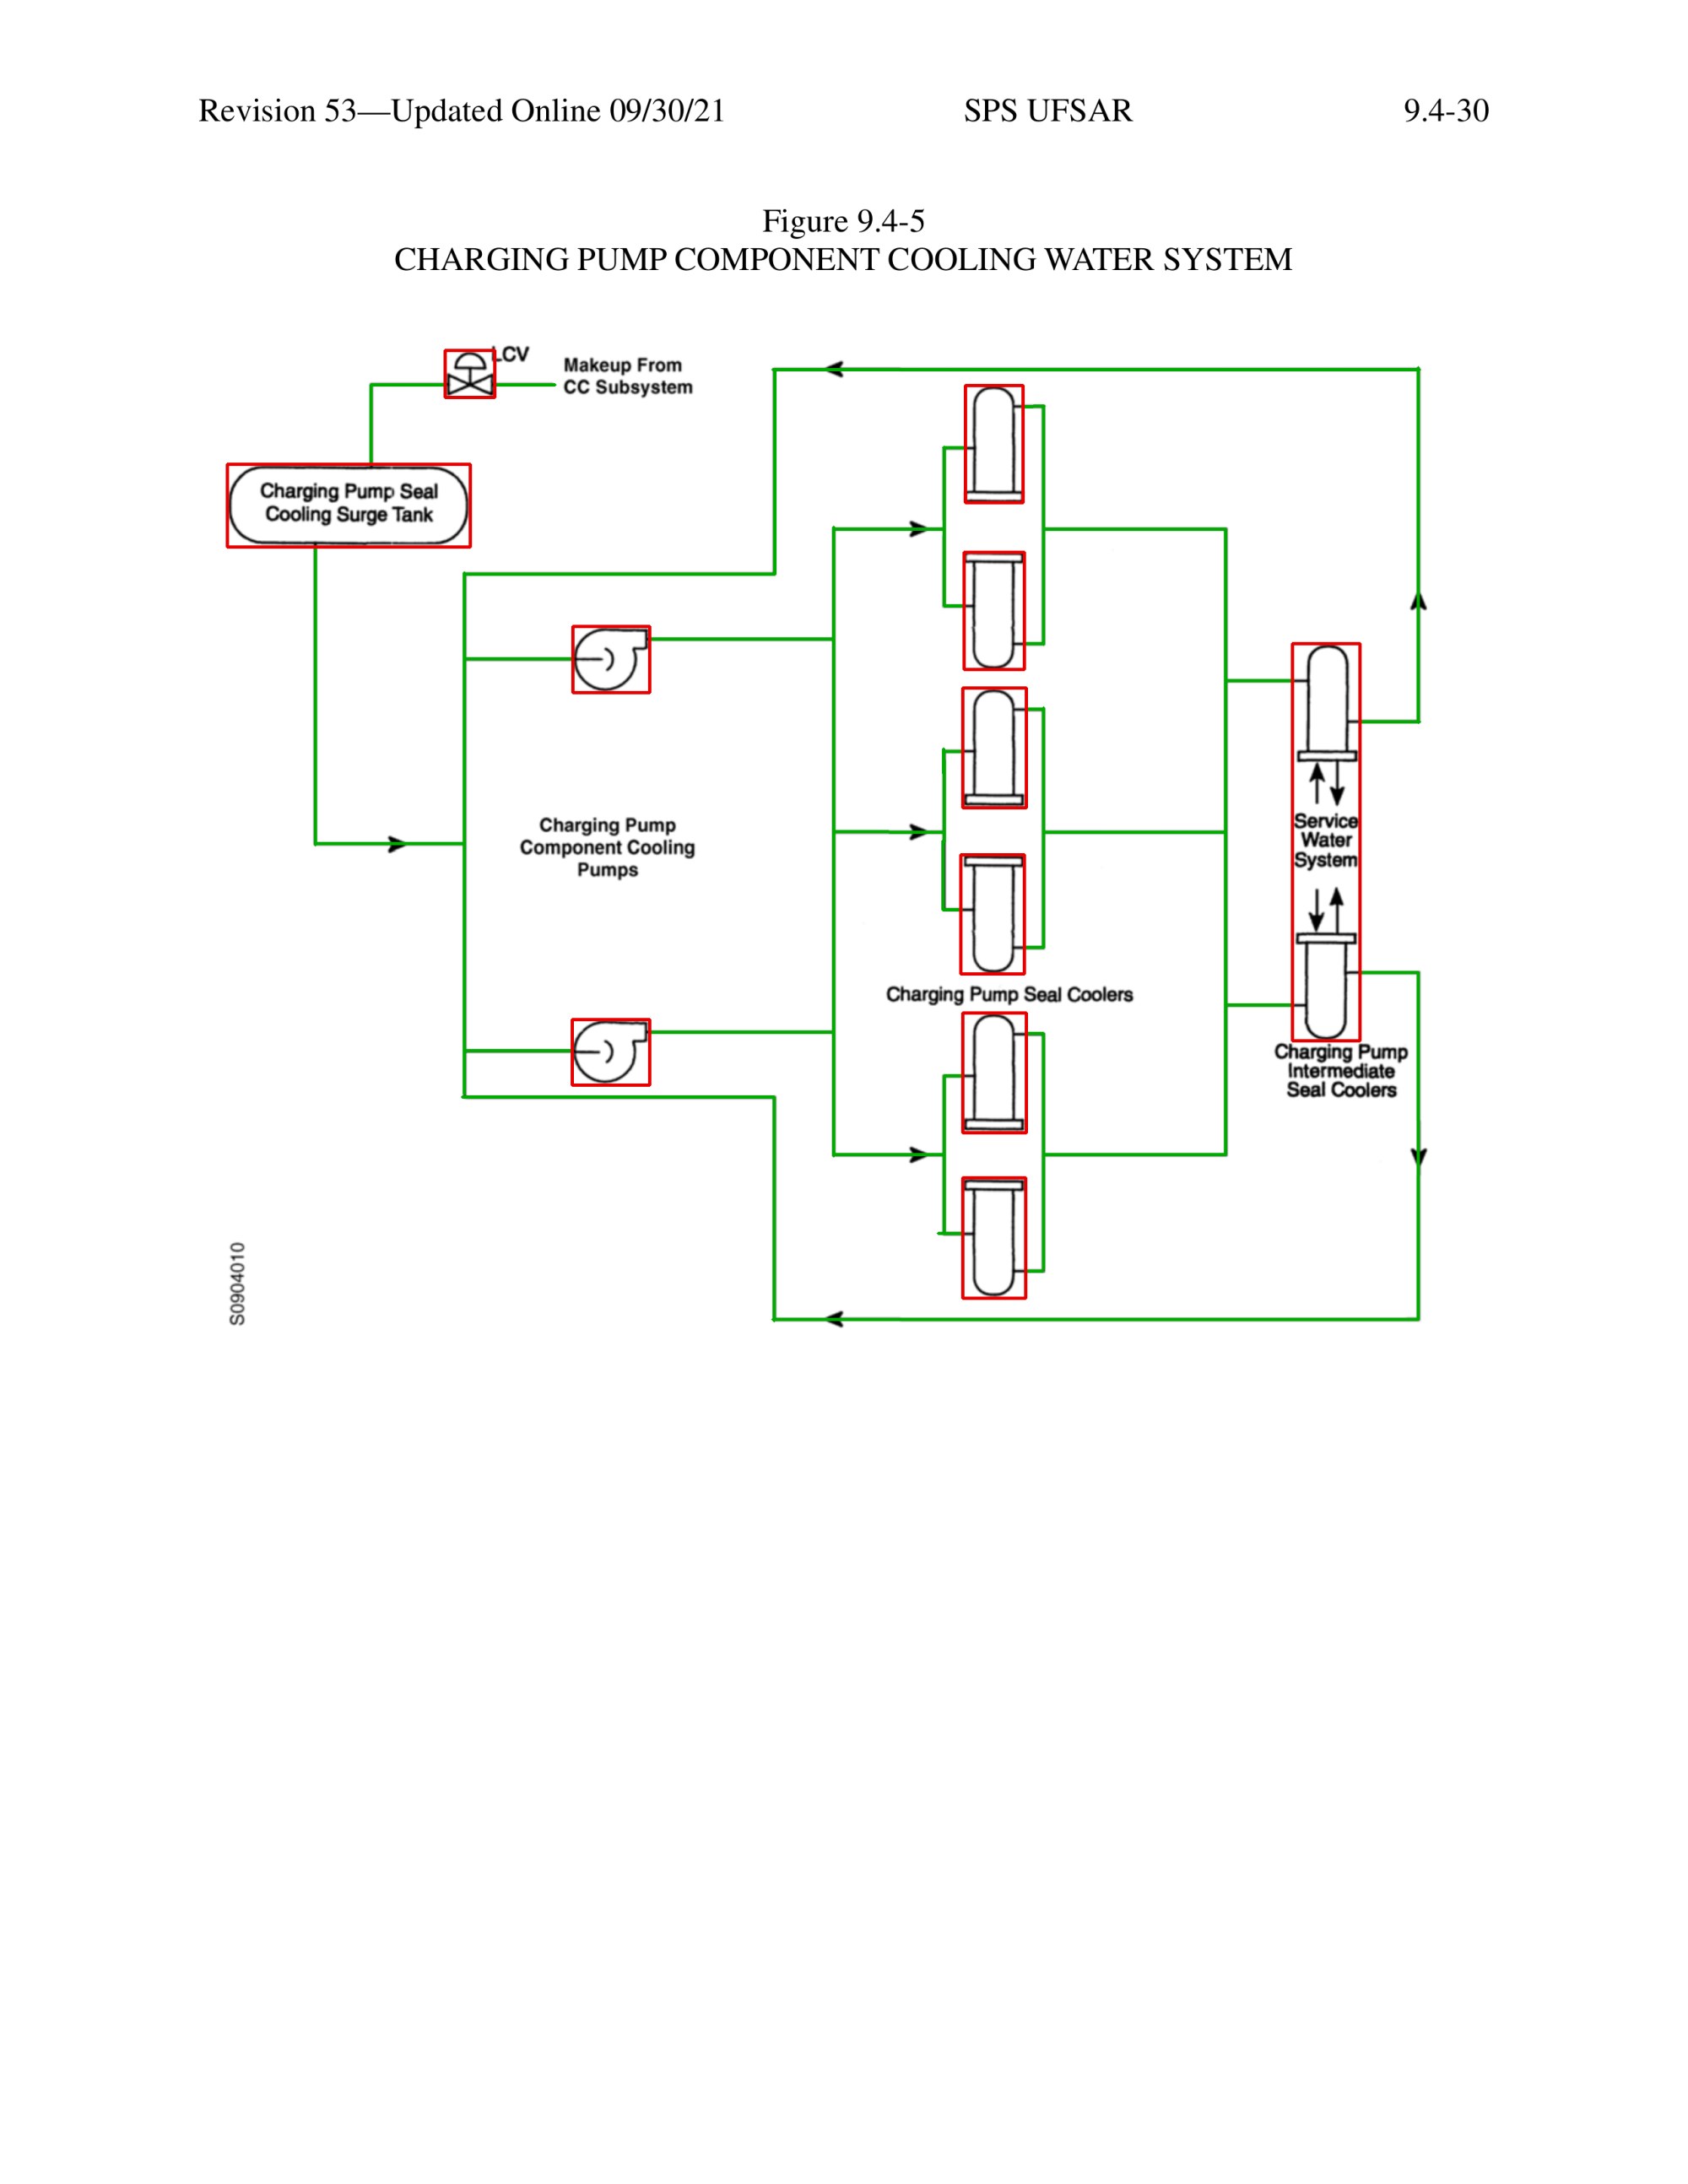 Revision 53—Updated Online 09/30/21 SPS UFSAR 9.4-30
Figure 9.4-5
CHARGING PUMP COMPONENT COOLING WATER SYSTEM
LCV
Makeup From
CC Subsystem
Charging Pump Seal
Cooling Surge Tank
Charging Pump
Component Cooling
Pumps
Service
Water
System
Charging Pump Seal Coolers
Charging Pump
Intermediate
Seal Coolers
S0904010